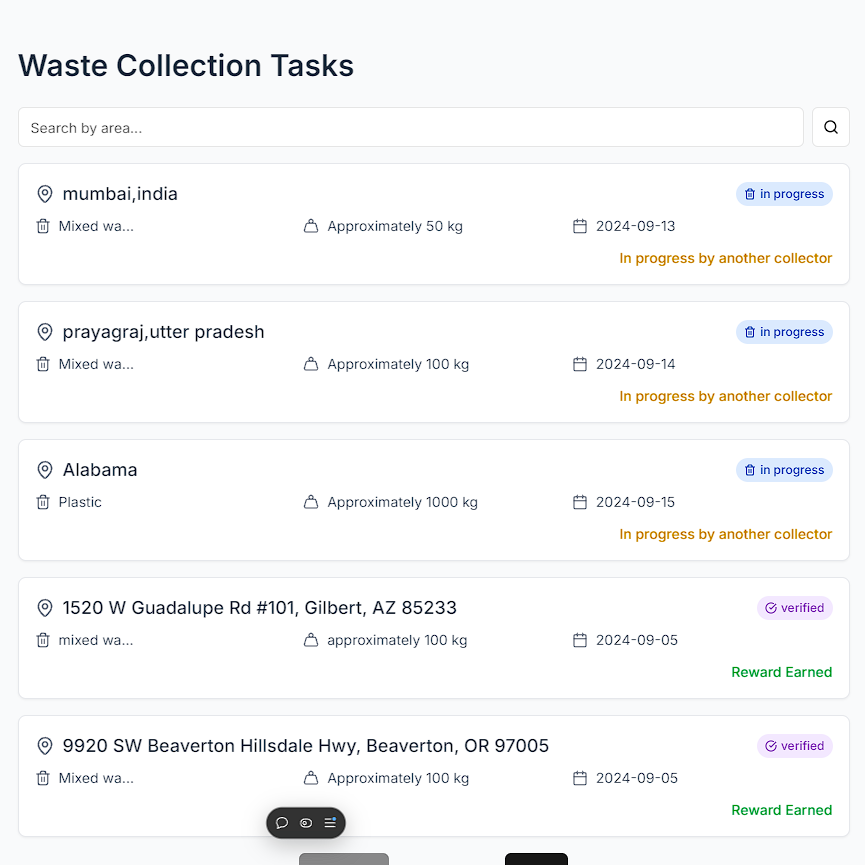 Waste Collection Tasks
Search by area...
mumbai,india in progress
Mixed wa... Approximately 50 kg 2024-09-13
In progress by another collector
prayagraj,utter pradesh in progress
Mixed wa... Approximately 100 kg 2024-09-14
In progress by another collector
Alabama in progress
Plastic Approximately 1000 kg 2024-09-15
In progress by another collector
1520 W Guadalupe Rd #101, Gilbert, AZ 85233 verified
mixed wa... approximately 100 kg 2024-09-05
Reward Earned
9920 SW Beaverton Hillsdale Hwy, Beaverton, OR 97005 verified
Mixed wa... Approximately 100 kg 2024-09-05
Reward Earned